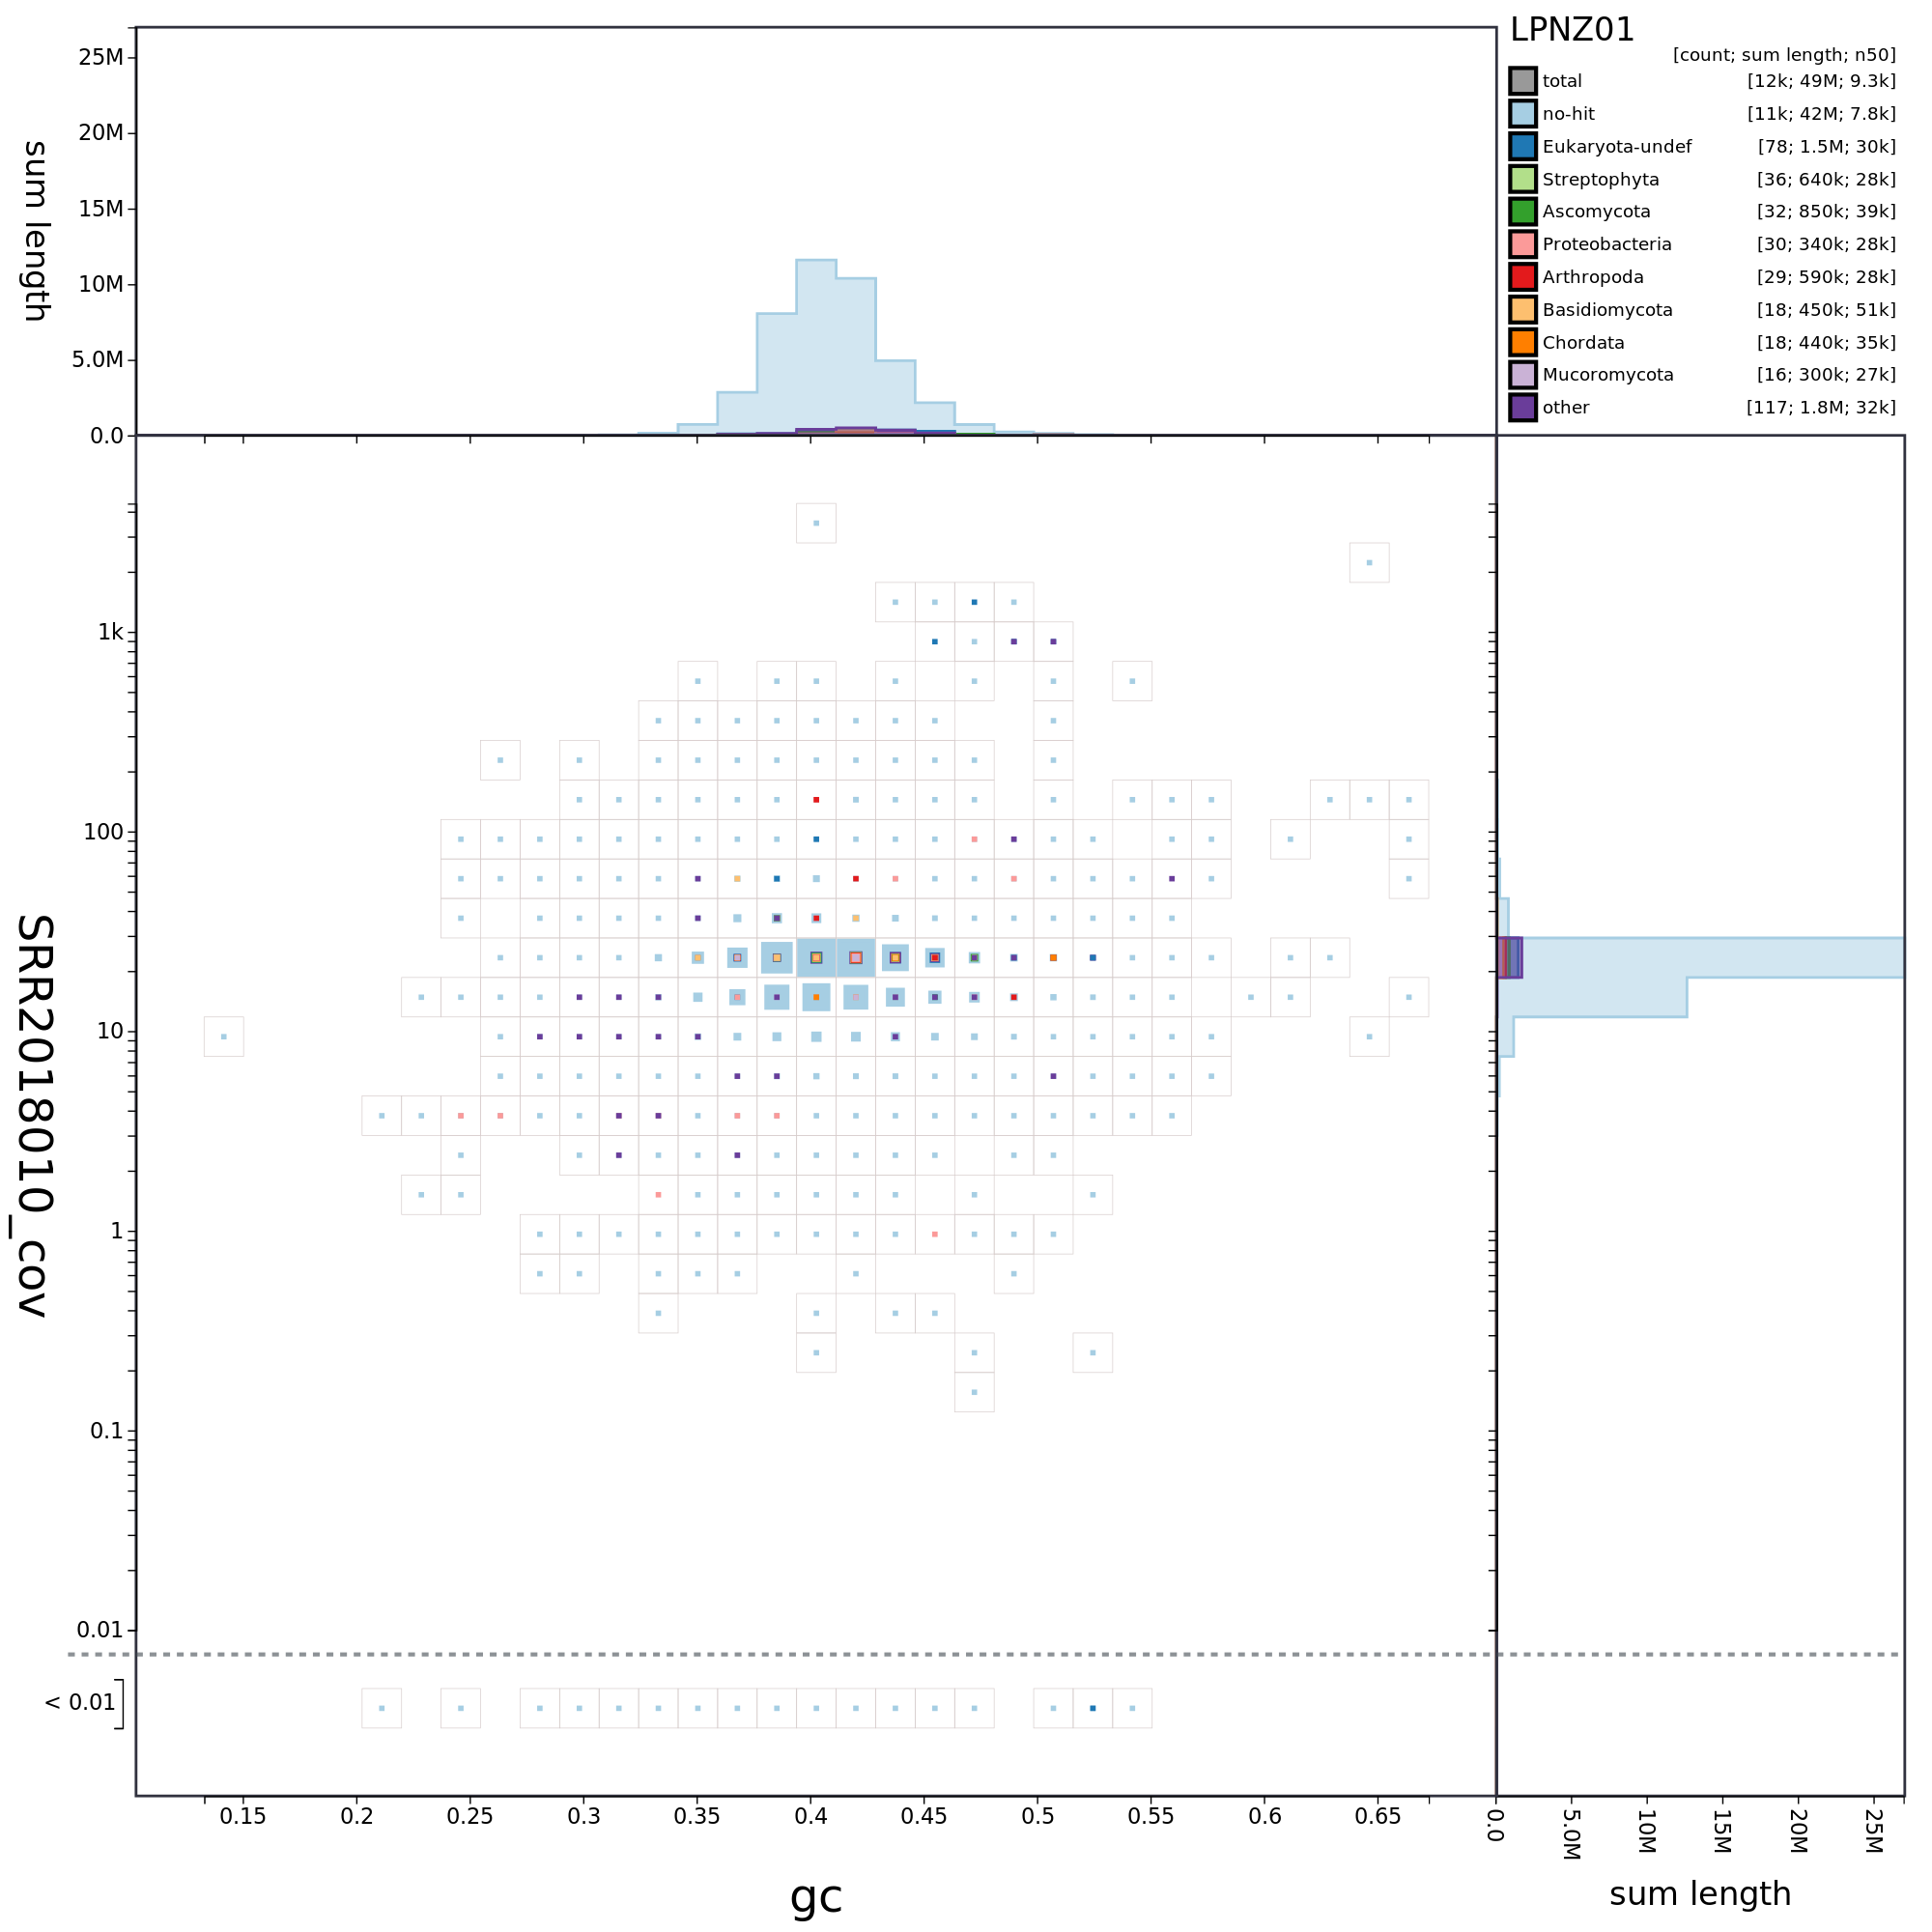 LPNZ01
[count; sum length; n50]
total [12k; 49M; 9.3k]
no-hit [11k; 42M; 7.8k]
Eukaryota-undef [78; 1.5M; 30k]
Streptophyta [36; 640k; 28k]
Ascomycota [32; 850k; 39k]
Proteobacteria [30; 340k; 28k]
Arthropoda [29; 590k; 28k]
Basidiomycota [18; 450k; 51k]
Chordata [18; 440k; 35k]
Mucoromycota [16; 300k; 27k]
other [117; 1.8M; 32k]
sum length
25M
20M
15M
10M
5.0M
0.0
SRR2018010_cov
1k
100
10
1
0.1
0.01
< 0.01
0.15 0.2 0.25 0.3 0.35 0.4 0.45 0.5 0.55 0.6 0.65
gc
0.0 5.0M 10M 15M 20M 25M
sum length